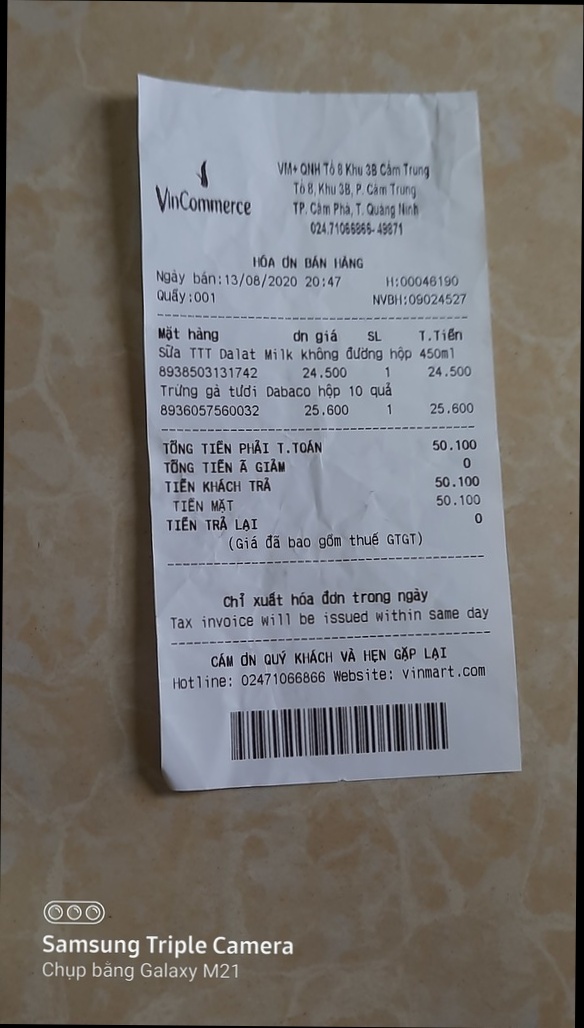 VinCommerce
VM+ QNH Tổ 8 Khu 3B Cẩm Trung
Tổ 8, Khu 3B, P. Cẩm Trung
TP. Cẩm Phả, T. Quảng Ninh
024.71066866- 49871
HÓA ƠN BÁN HÀNG
Ngày bán:13/08/2020 20:47 H:00046190
Quầy:001 NVBH:09024527
Mặt hàng ơn giá SL T.Tiền
Sữa TTT Dalat Milk không đường hộp 450ml
8938503131742 24.500 1 24.500
Trứng gà tươi Dabaco hộp 10 quả
8936057560032 25.600 1 25.600
TỔNG TIỀN PHẢI T.TOÁN 50.100
TỔNG TIỀN Ã GIẢM 0
TIỀN KHÁCH TRẢ 50.100
TIỀN MẶT 50.100
TIỀN TRẢ LẠI 0
(Giá đã bao gồm thuế GTGT)
Chỉ xuất hóa đơn trong ngày
Tax invoice will be issued within same day
CẢM ƠN QUÝ KHÁCH VÀ HẸN GẶP LẠI
Hotline: 02471066866 Website: vinmart.com
Samsung Triple Camera
Chụp bằng Galaxy M21